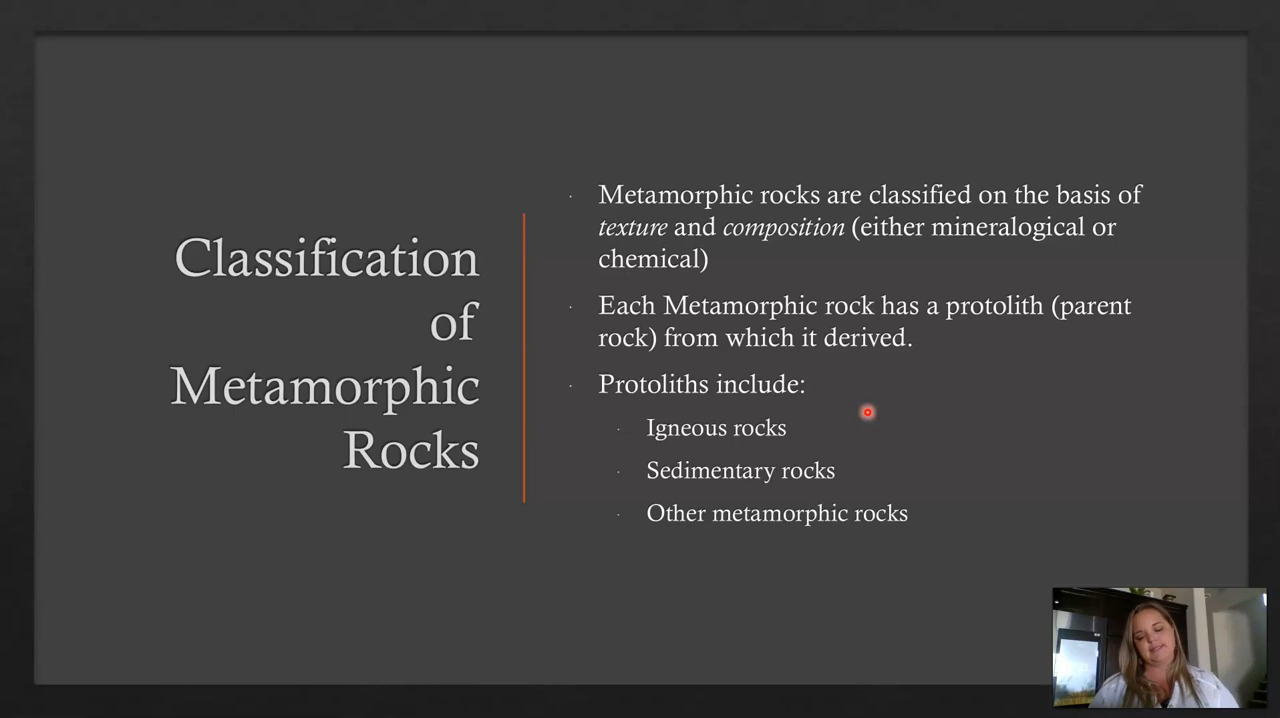 Classification
of
Metamorphic
Rocks
· Metamorphic rocks are classified on the basis of
texture and composition (either mineralogical or
chemical)
· Each Metamorphic rock has a protolith (parent
rock) from which it derived.
· Protoliths include:
· Igneous rocks
· Sedimentary rocks
· Other metamorphic rocks